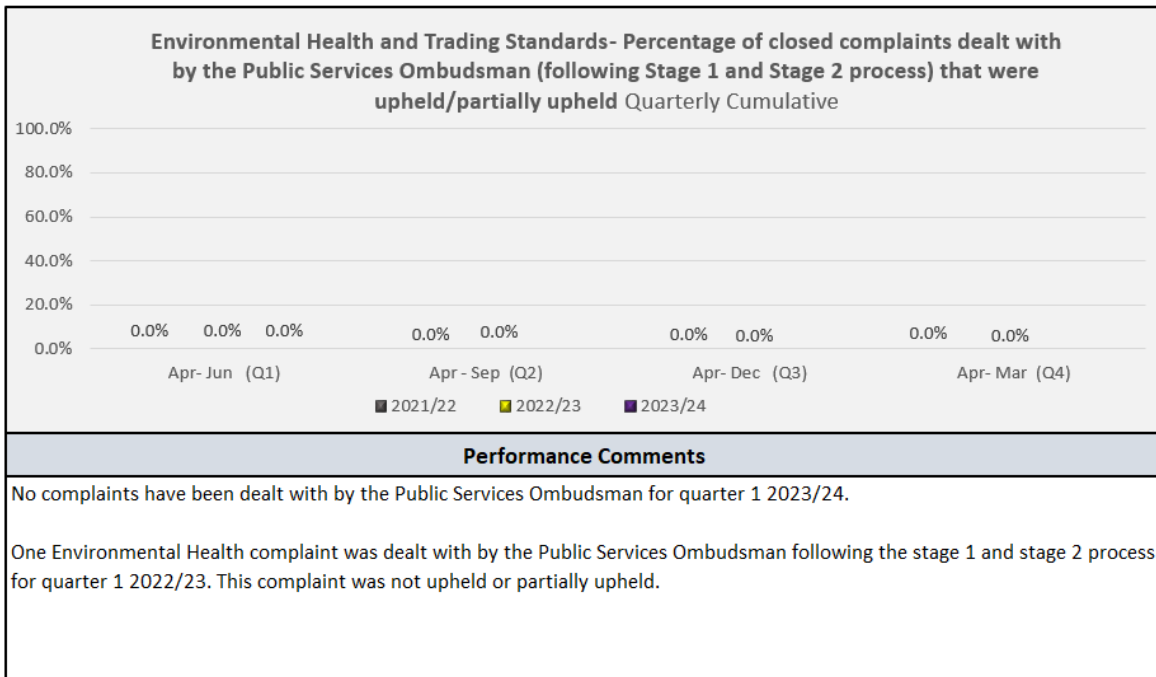 Environmental Health and Trading Standards- Percentage of closed complaints dealt with
by the Public Services Ombudsman (following Stage 1 and Stage 2 process) that were
upheld/partially upheld Quarterly Cumulative
100.0%
80.0%
60.0%
40.0%
20.0%
0.0%
0.0% 0.0% 0.0% 0.0% 0.0% 0.0% 0.0% 0.0% 0.0%
Apr- Jun (Q1) Apr - Sep (Q2) Apr- Dec (Q3) Apr- Mar (Q4)
2021/22 2022/23 2023/24
Performance Comments
No complaints have been dealt with by the Public Services Ombudsman for quarter 1 2023/24.
One Environmental Health complaint was dealt with by the Public Services Ombudsman following the stage 1 and stage 2 process
for quarter 1 2022/23. This complaint was not upheld or partially upheld.